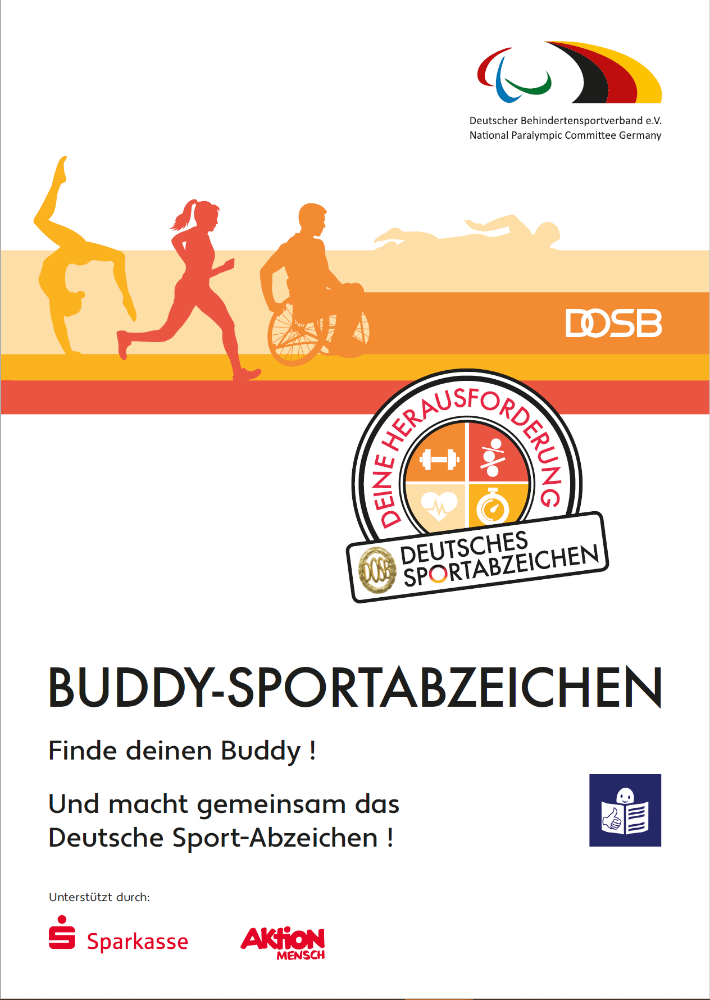 Deutscher Behindertensportverband e.V.
National Paralympic Committee Germany
DOSB
DEINE HERAUSFORDERUNG
DOSB
DEUTSCHES
SPORTABZEICHEN
BUDDY-SPORTABZEICHEN
Finde deinen Buddy !
Und macht gemeinsam das
Deutsche Sport-Abzeichen !
Unterstützt durch:
Sparkasse
AKtiON
MENSCH